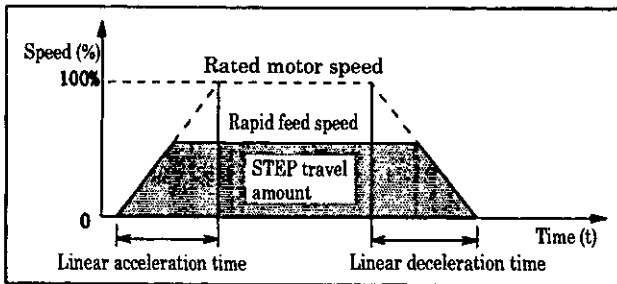 Speed (%)
100%
Rated motor speed
Rapid feed speed
STEP travel
amount
0
Time (t)
Linear acceleration time
Linear deceleration time